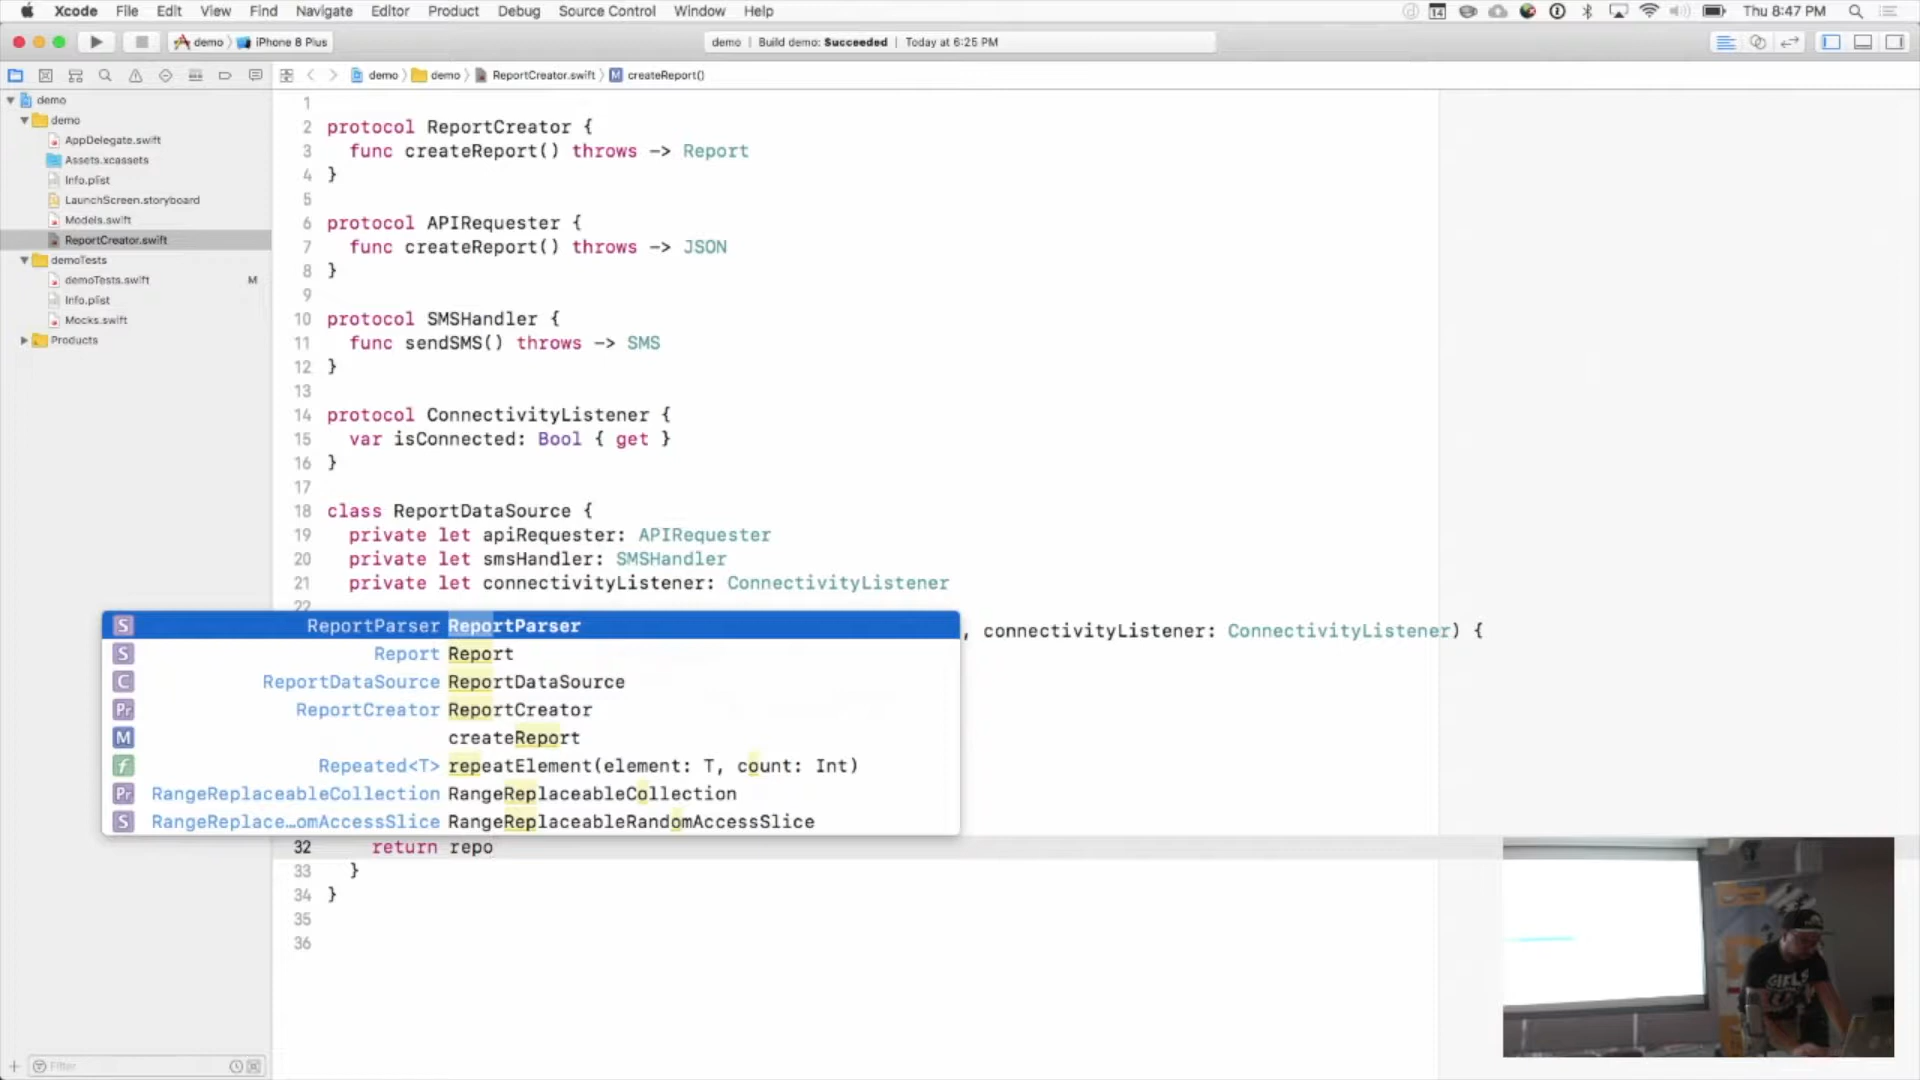 Xcode File Edit View Find Navigate Editor Product Debug Source Control Window Help
14
Thu 8:47 PM
demo iPhone 8 Plus
demo | Build demo: Succeeded | Today at 6:25 PM
demo demo ReportCreator.swift M createReport()
demo
demo
AppDelegate.swift
Assets.xcassets
Info.plist
LaunchScreen.storyboard
Models.swift
ReportCreator.swift
demoTests
demoTests.swift M
Info.plist
Mocks.swift
Products
1
2 protocol ReportCreator {
3 func createReport() throws -> Report
4 }
5
6 protocol APIRequester {
7 func createReport() throws -> JSON
8 }
9
10 protocol SMSHandler {
11 func sendSMS() throws -> SMS
12 }
13
14 protocol ConnectivityListener {
15 var isConnected: Bool { get }
16 }
17
18 class ReportDataSource {
19 private let apiRequester: APIRequester
20 private let smsHandler: SMSHandler
21 private let connectivityListener: ConnectivityListener
22
, connectivityListener: ConnectivityListener) {
S ReportParser ReportParser
S Report Report
C ReportDataSource ReportDataSource
Pr ReportCreator ReportCreator
M createReport
f Repeated<T> repeatElement(element: T, count: Int)
Pr RangeReplaceableCollection RangeReplaceableCollection
S RangeReplace…omAccessSlice RangeReplaceableRandomAccessSlice
32 return repo
33 }
34 }
35
36
Filter
GIRLS